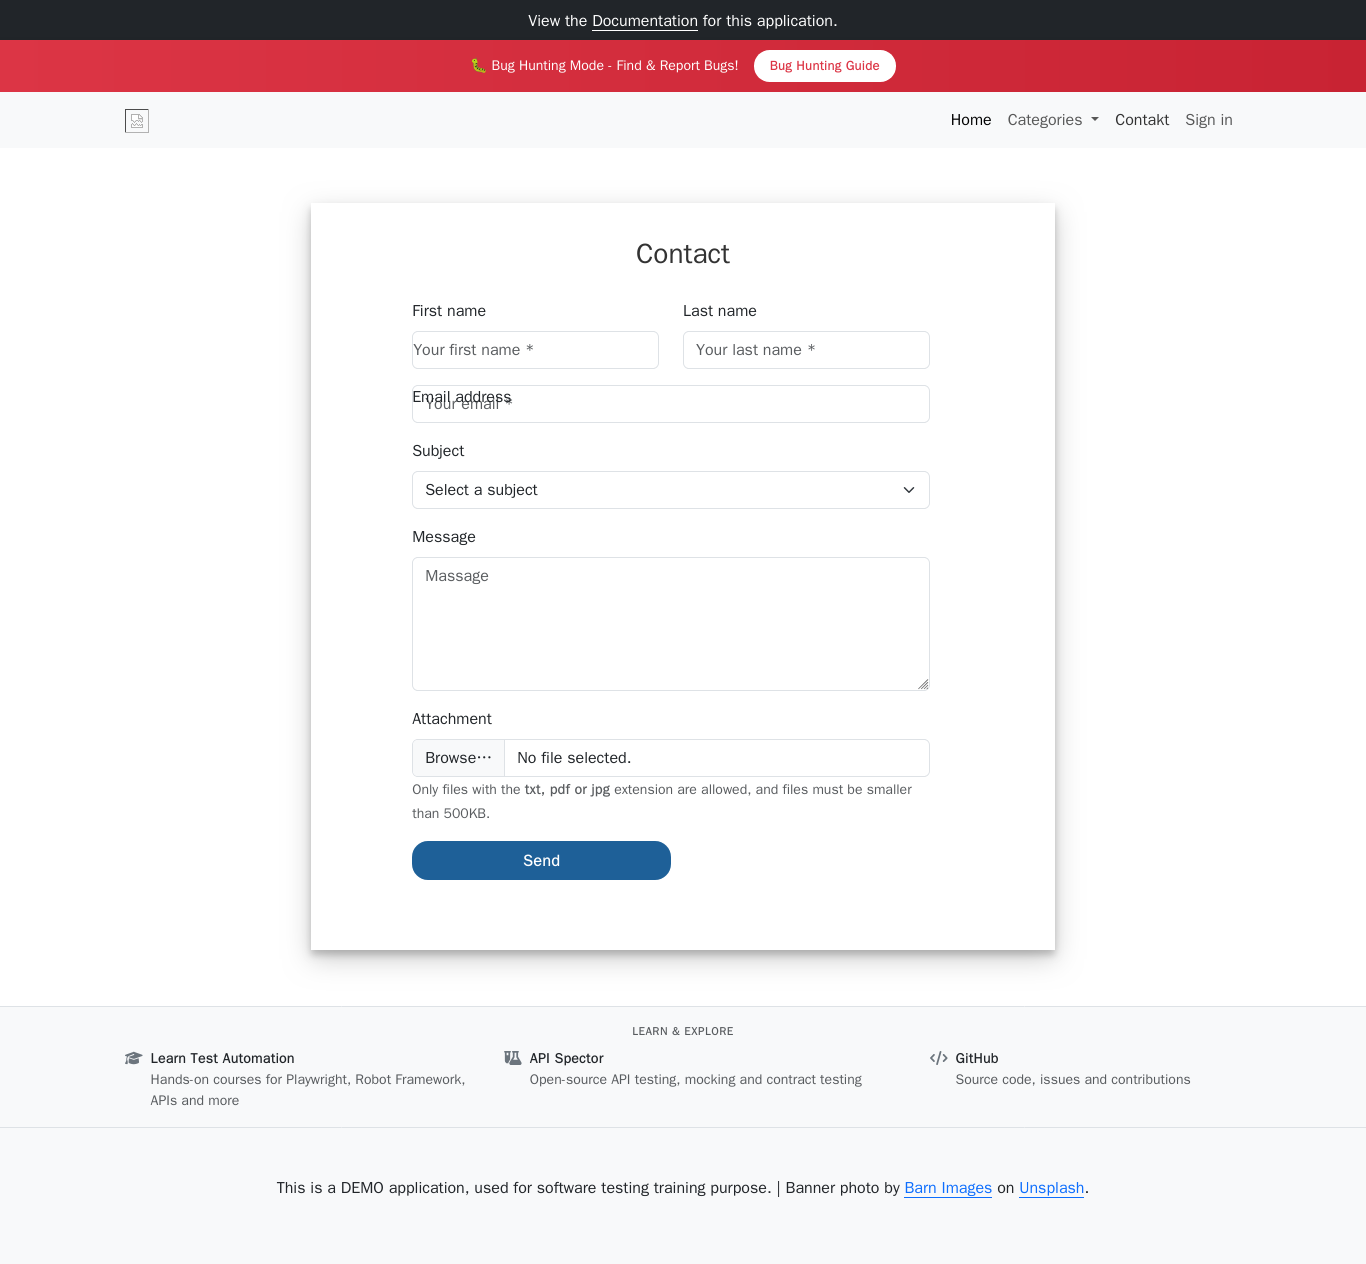 View the Documentation for this application.
🐛 Bug Hunting Mode - Find & Report Bugs! Bug Hunting Guide
Home Categories Contakt Sign in
Contact
First name Last name
Your first name * Your last name *
Email address
Your email *
Subject
Select a subject
Message
Massage
Attachment
Browse… No file selected.
Only files with the txt, pdf or jpg extension are allowed, and files must be smaller
than 500KB.
Send
LEARN & EXPLORE
Learn Test Automation
Hands-on courses for Playwright, Robot Framework,
APIs and more
API Spector
Open-source API testing, mocking and contract testing
GitHub
Source code, issues and contributions
This is a DEMO application, used for software testing training purpose. | Banner photo by Barn Images on Unsplash.